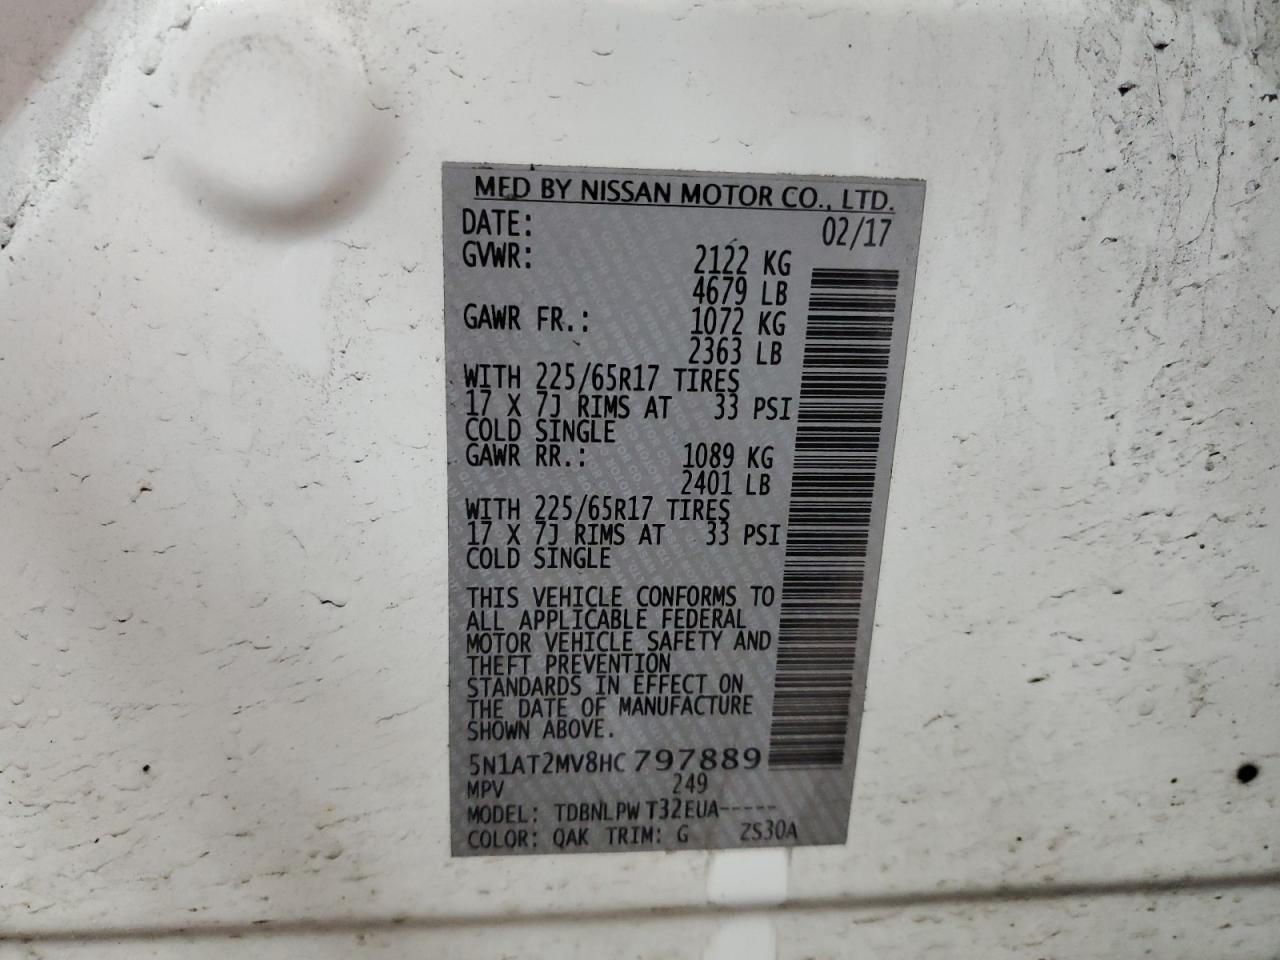 MFD BY NISSAN MOTOR CO., LTD.
DATE: 02/17
GVWR: 2122 KG
4679 LB
GAWR FR.: 1072 KG
2363 LB
WITH 225/65R17 TIRES
17 X 7J RIMS AT 33 PSI
COLD SINGLE
GAWR RR.: 1089 KG
2401 LB
WITH 225/65R17 TIRES
17 X 7J RIMS AT 33 PSI
COLD SINGLE
THIS VEHICLE CONFORMS TO
ALL APPLICABLE FEDERAL
MOTOR VEHICLE SAFETY AND
THEFT PREVENTION
STANDARDS IN EFFECT ON
THE DATE OF MANUFACTURE
SHOWN ABOVE.
5N1AT2MV8HC797889
MPV 249
MODEL: TDBNLPW T32EUA-----
COLOR: QAK TRIM: G ZS30A